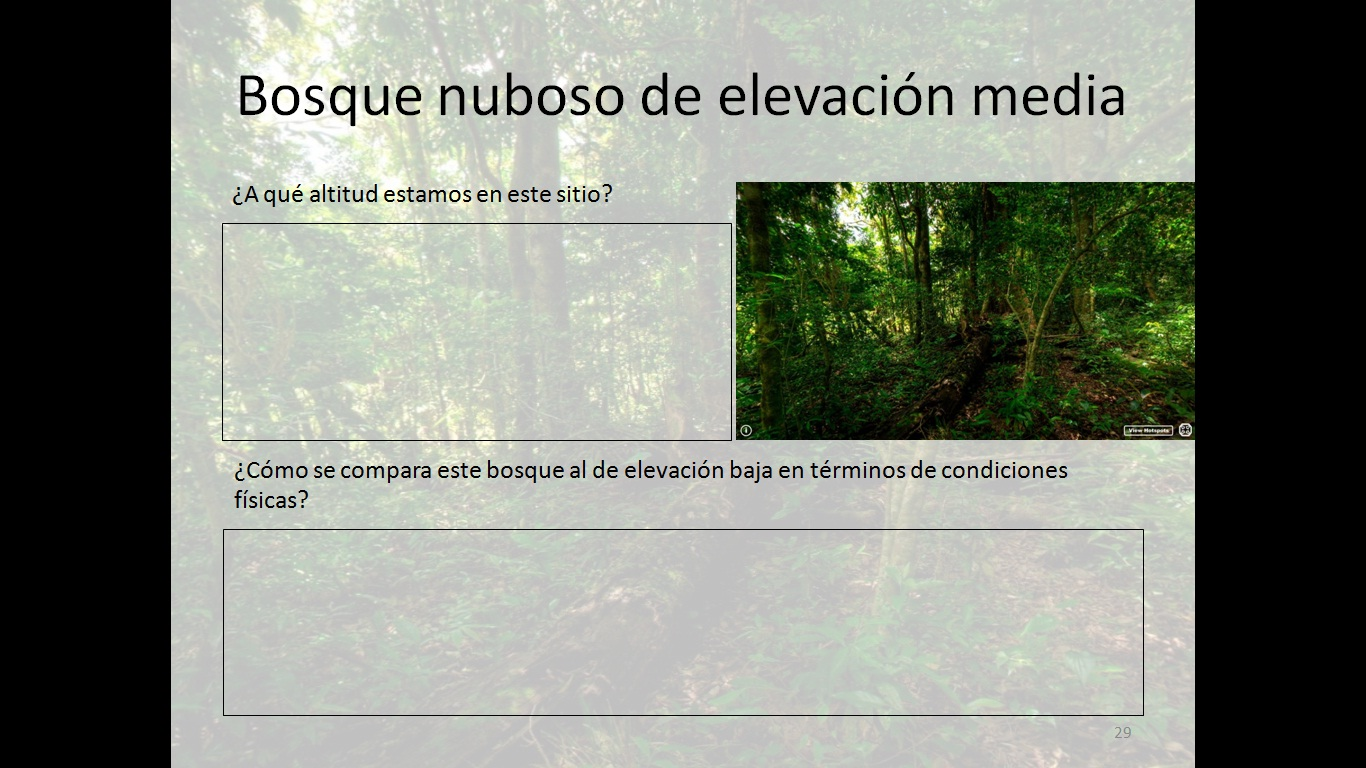 Bosque nuboso de elevación media
¿A qué altitud estamos en este sitio?
View Hotspots
¿Cómo se compara este bosque al de elevación baja en términos de condiciones
físicas?
29